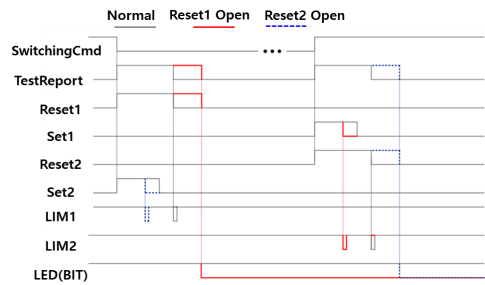 Normal Reset1 Open Reset2 Open
SwitchingCmd
TestReport
Reset1
Set1
Reset2
Set2
LIM1
LIM2
LED(BIT)